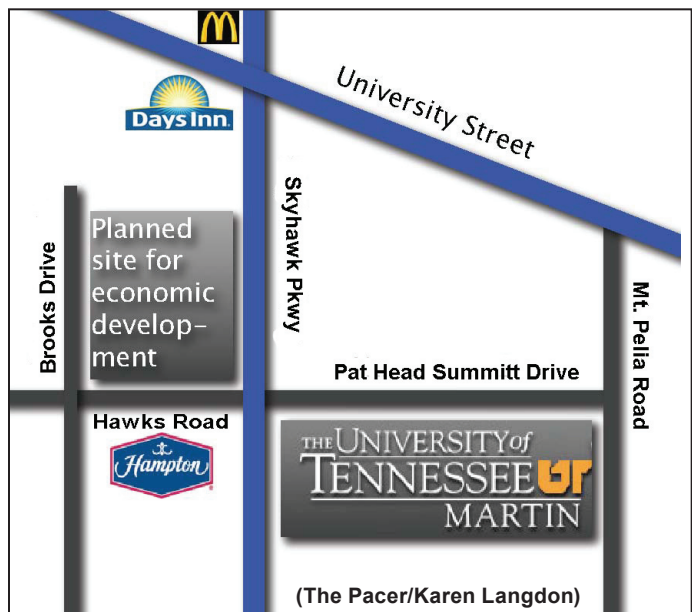 M
Days Inn
University Street
Skyhawk Pkwy
Brooks Drive
Planned
site for
economic
develop-
ment
Mt. Pelia Road
Pat Head Summitt Drive
Hawks Road
Hampton
THE UNIVERSITY of
TENNESSEE UT
MARTIN
(The Pacer/Karen Langdon)